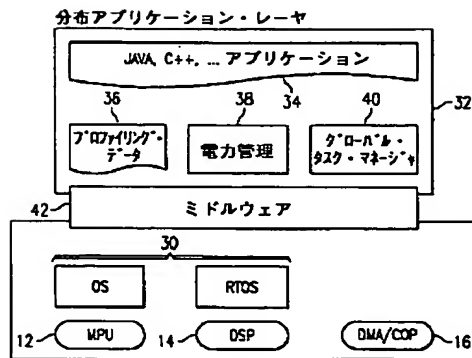 分布アプリケーション・レーヤ
JAVA, C++, ... アプリケーション
34
32
36
38
40
プロファイリング・
データ
電力管理
グローバル・
タスク・マネージャ
42
ミドルウェア
30
OS
RTOS
12
MPU
14
DSP
DMA/COP
16